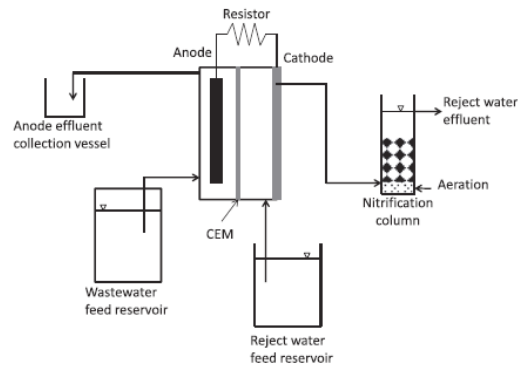 Resistor
Anode
Cathode
Anode effluent
collection vessel
Reject water
effluent
Aeration
Nitrification
column
CEM
Wastewater
feed reservoir
Reject water
feed reservoir